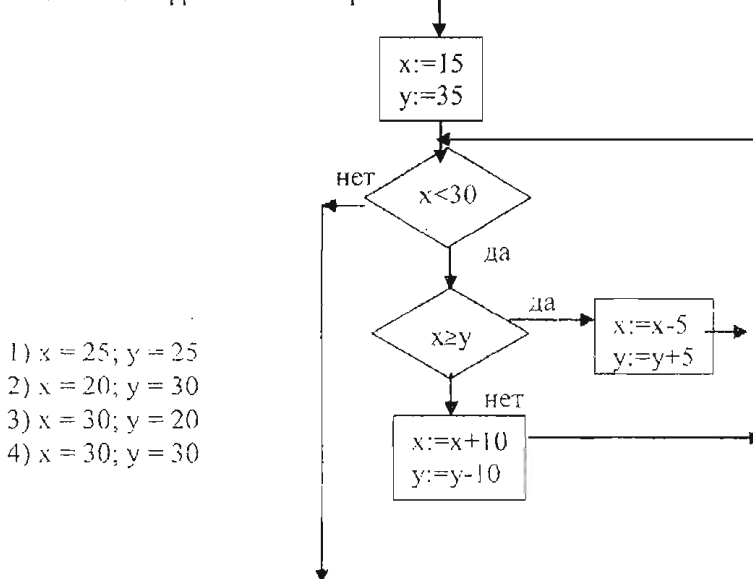 x:=15
y:=35
нет
x<30
да
да
x≥y
x:=x-5
y:=y+5
нет
x:=x+10
y:=y-10
1) x = 25; y = 25
2) x = 20; y = 30
3) x = 30; y = 20
4) x = 30; y = 30